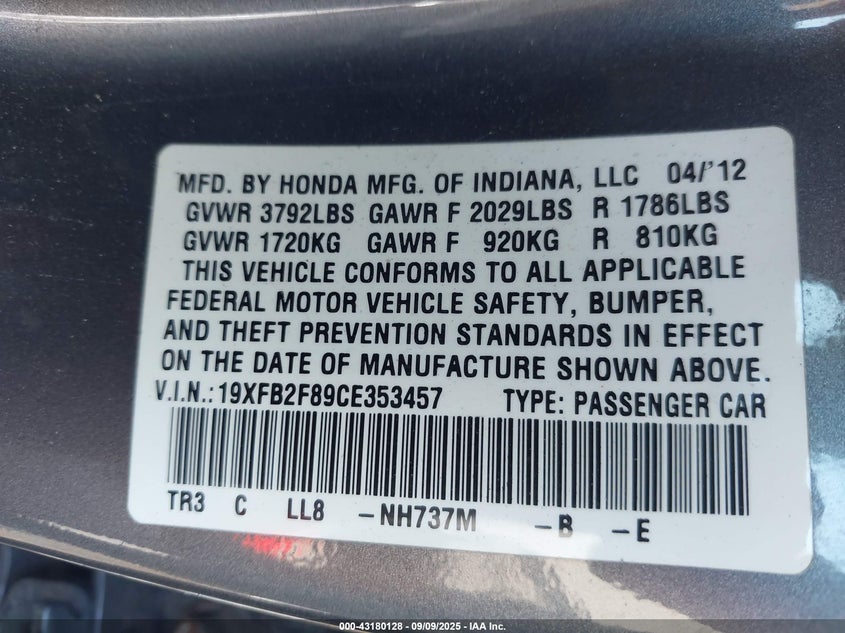 MFD. BY HONDA MFG. OF INDIANA, LLC 04/'12
GVWR 3792LBS GAWR F 2029LBS R 1786LBS
GVWR 1720KG GAWR F 920KG R 810KG
THIS VEHICLE CONFORMS TO ALL APPLICABLE
FEDERAL MOTOR VEHICLE SAFETY, BUMPER,
AND THEFT PREVENTION STANDARDS IN EFFECT
ON THE DATE OF MANUFACTURE SHOWN ABOVE.
V.I.N.: 19XFB2F89CE353457 TYPE: PASSENGER CAR
TR3 C LL8 -NH737M -B -E
000-43180128 - 09/09/2025 - IAA Inc.